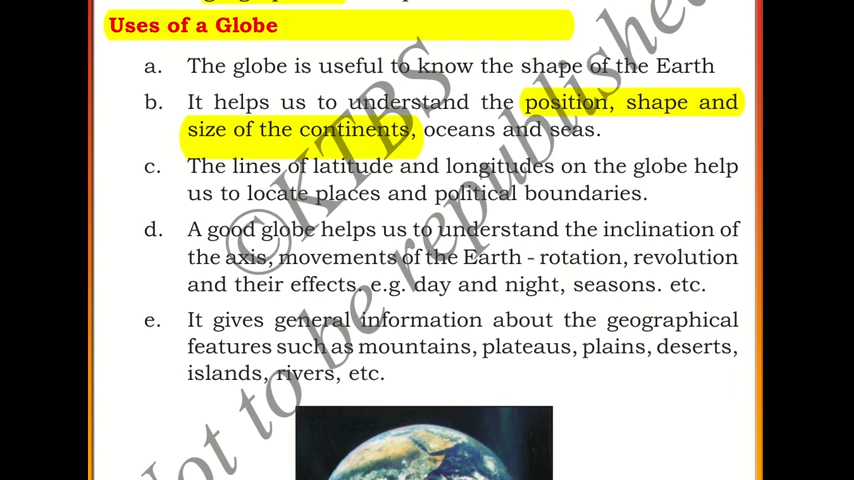 Uses of a Globe
a. The globe is useful to know the shape of the Earth
b. It helps us to understand the position, shape and
size of the continents, oceans and seas.
c. The lines of latitude and longitudes on the globe help
us to locate places and political boundaries.
d. A good globe helps us to understand the inclination of
the axis, movements of the Earth - rotation, revolution
and their effects. e.g. day and night, seasons. etc.
e. It gives general information about the geographical
features such as mountains, plateaus, plains, deserts,
islands, rivers, etc.
©KTBS
Not to be republished